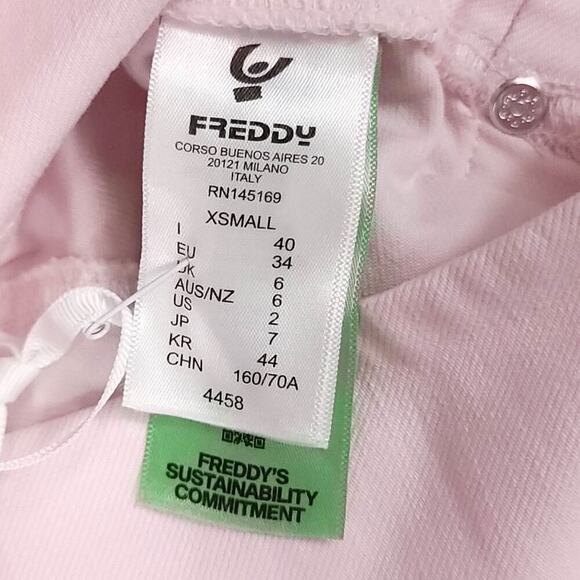 FREDDY
CORSO BUENOS AIRES 20
20121 MILANO
ITALY
RN145169
XSMALL
I 40
EU 34
UK 6
AUS/NZ 6
US 2
JP 7
KR 44
CHN 160/70A
4458
FREDDY'S
SUSTAINABILITY
COMMITMENT